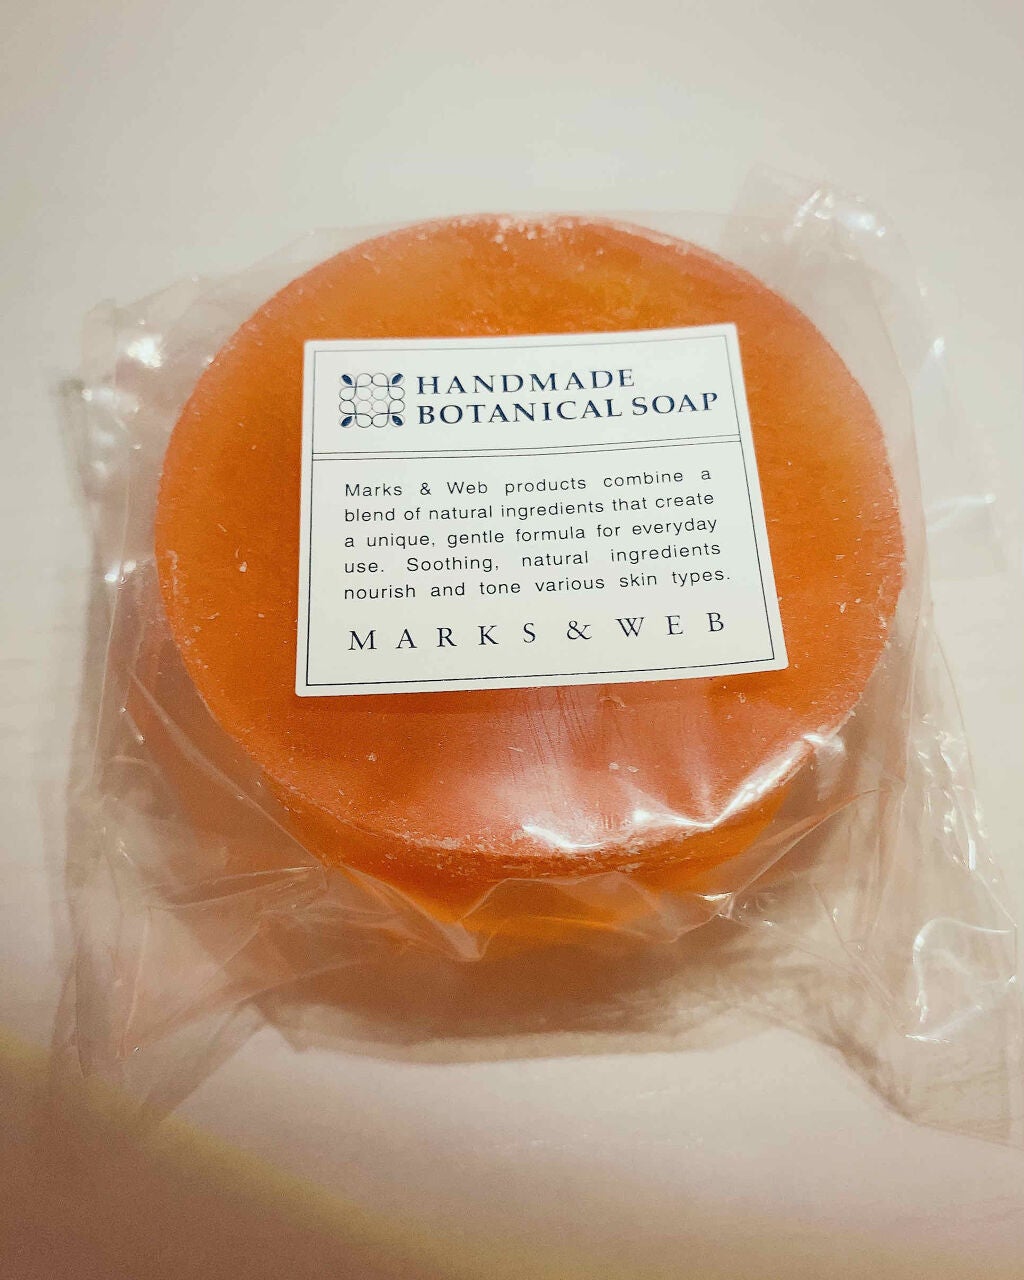 HANDMADE
BOTANICAL SOAP
Marks & Web products combine a
blend of natural ingredients that create
a unique, gentle formula for everyday
use. Soothing, natural ingredients
nourish and tone various skin types.
MARKS & WEB